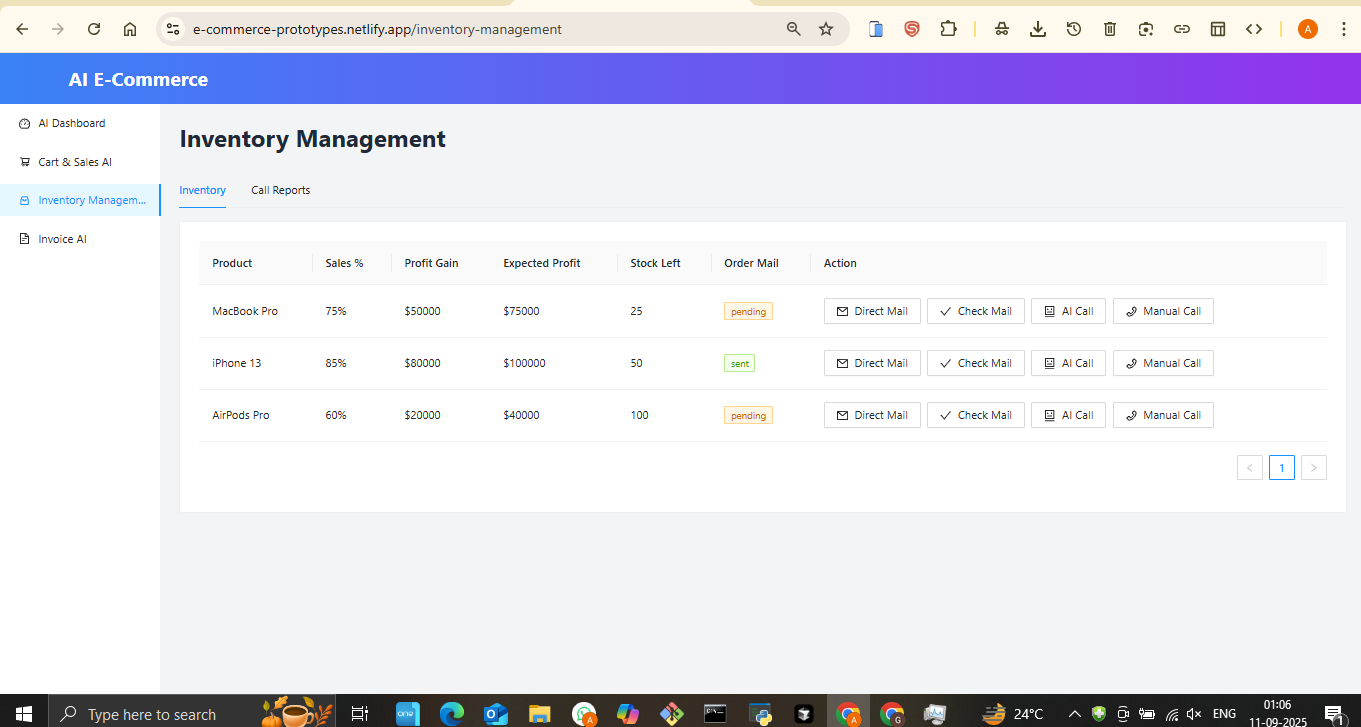 e-commerce-prototypes.netlify.app/inventory-management
A
AI E-Commerce
AI Dashboard
Cart & Sales AI
Inventory Managem...
Invoice AI
Inventory Management
Inventory Call Reports
Product Sales % Profit Gain Expected Profit Stock Left Order Mail Action
MacBook Pro 75% $50000 $75000 25 pending Direct Mail Check Mail AI Call Manual Call
iPhone 13 85% $80000 $100000 50 sent Direct Mail Check Mail AI Call Manual Call
AirPods Pro 60% $20000 $40000 100 pending Direct Mail Check Mail AI Call Manual Call
< 1 >
Type here to search
one
A
A
G
24°C
ENG
01:06
11-09-2025
1